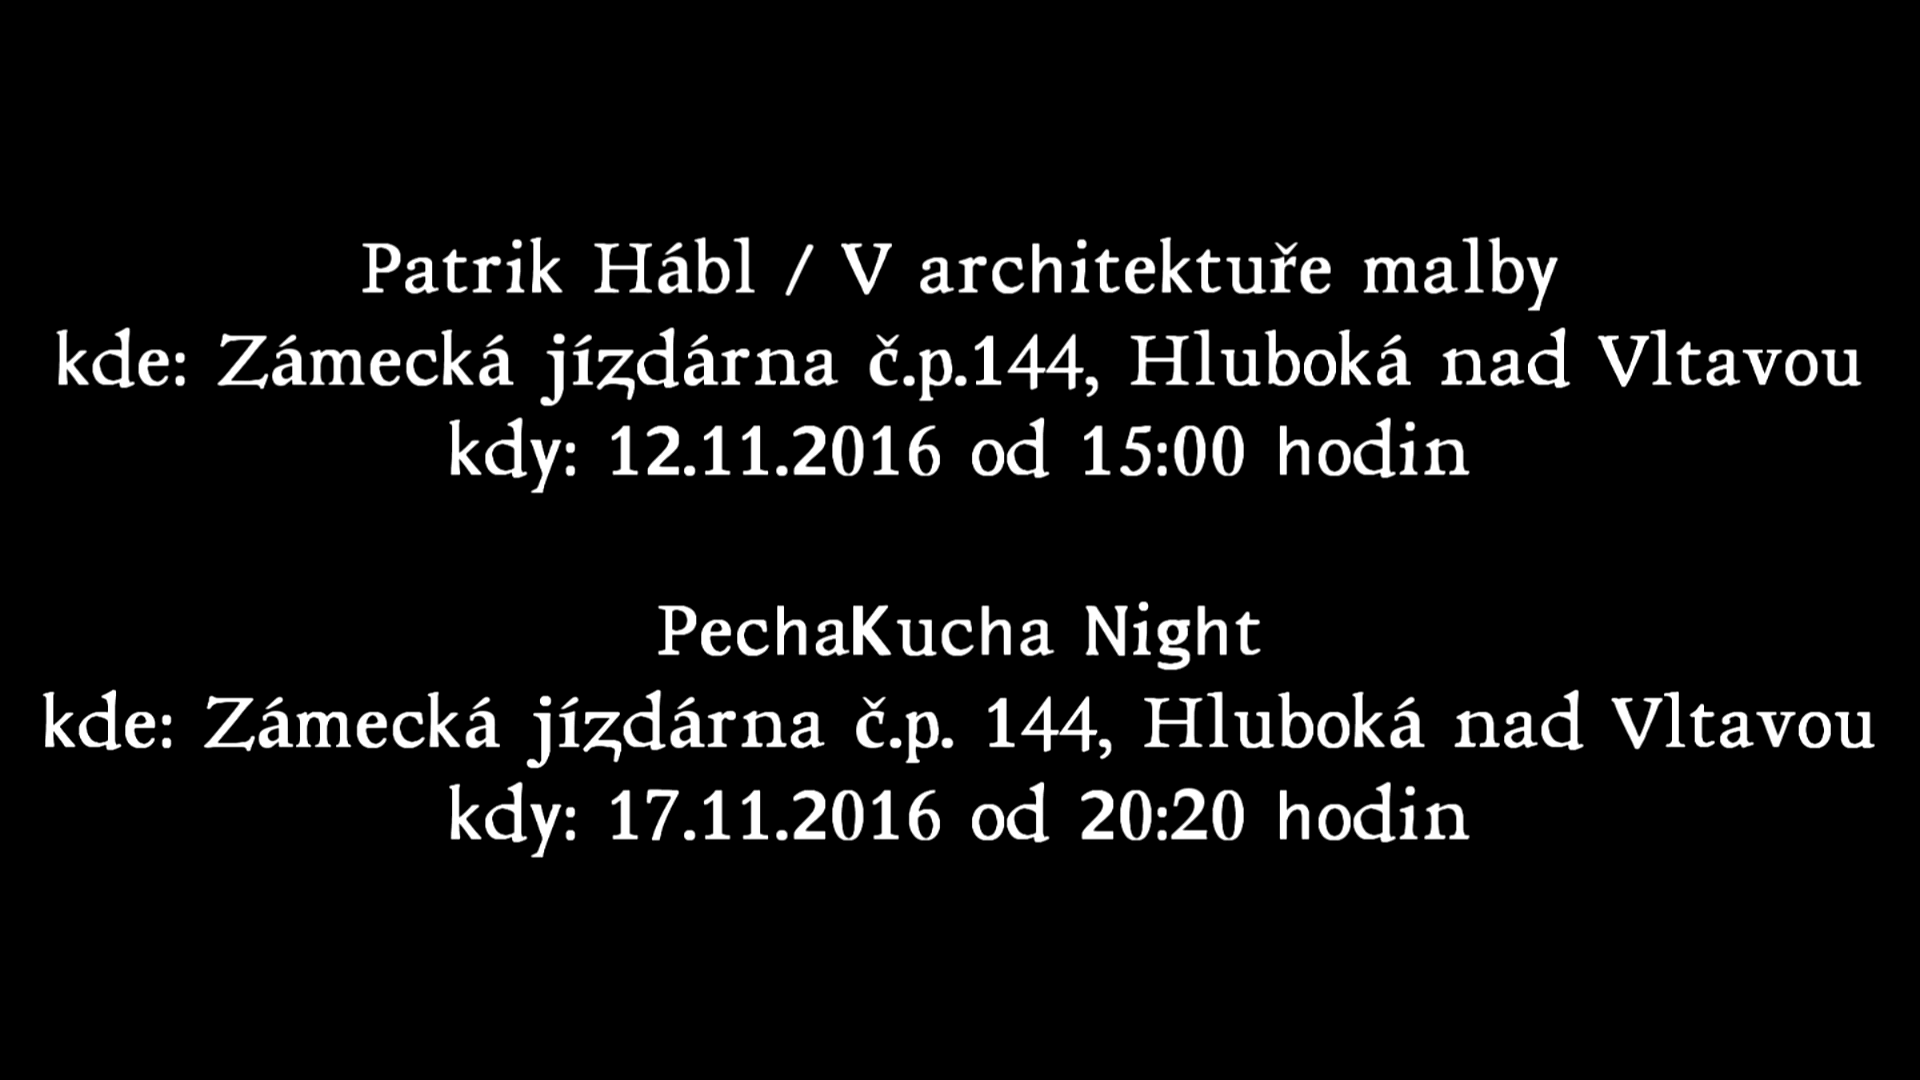 Patrik Hábl / V architektuře malby
kde: Zámecká jízdárna č.p.144, Hluboká nad Vltavou
kdy: 12.11.2016 od 15:00 hodin
PechaKucha Night
kde: Zámecká jízdárna č.p. 144, Hluboká nad Vltavou
kdy: 17.11.2016 od 20:20 hodin